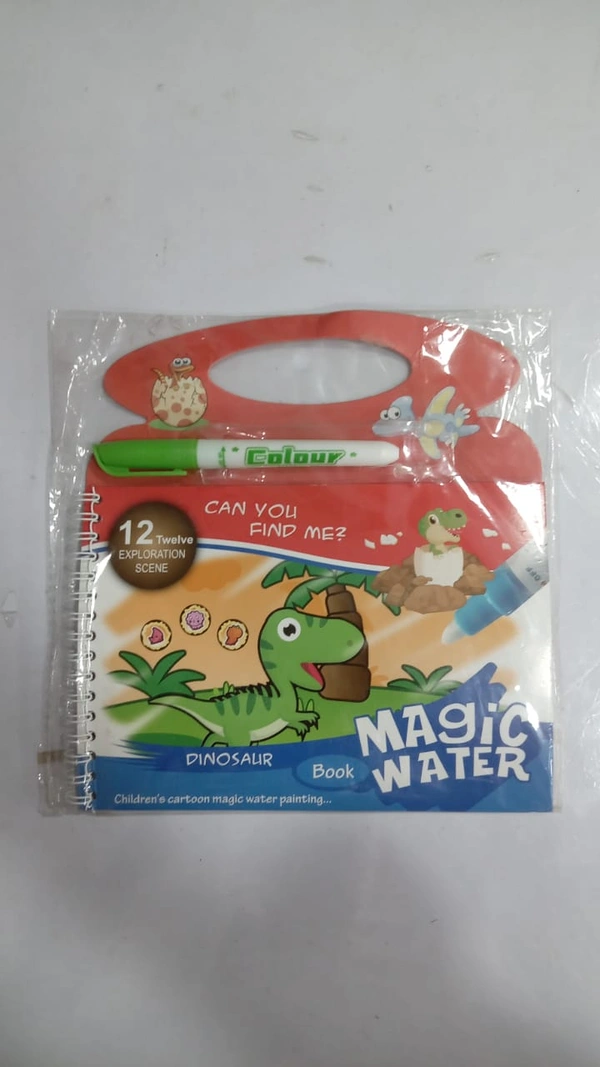 Colour
CAN YOU
FIND ME?
12 Twelve
EXPLORATION
SCENE
MAGiC
WATER
DINOSAUR
Book
Children's cartoon magic water painting...